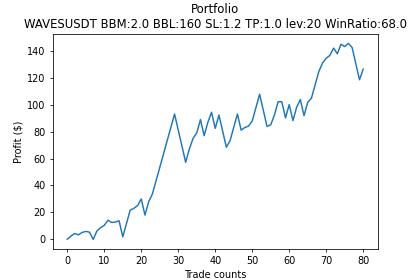 Portfolio
WAVESUSDT BBM:2.0 BBL:160 SL:1.2 TP:1.0 lev:20 WinRatio:68.0
140
120
100
80
60
40
20
0
Profit ($)
0 10 20 30 40 50 60 70 80
Trade counts